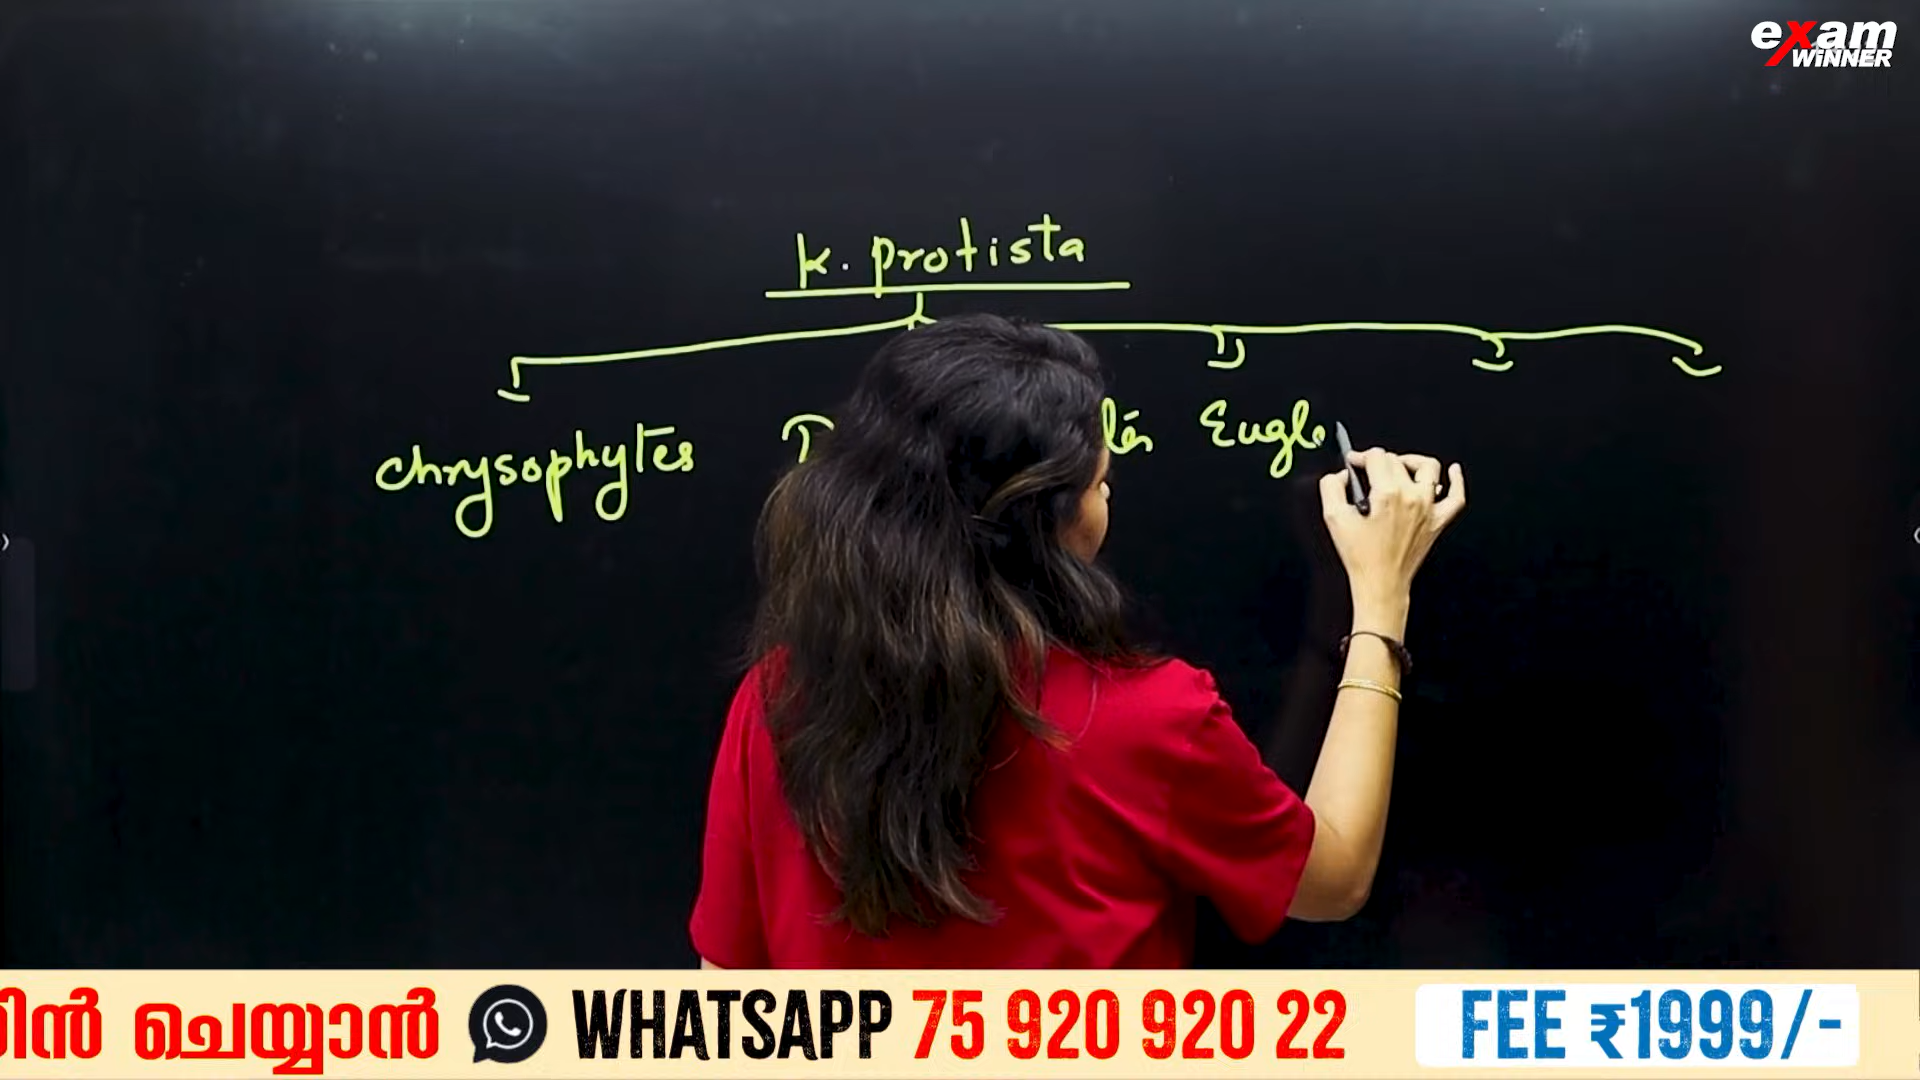 exam
WINNER
K. protista
chrysophytes Eugle
ചെയ്യാൻ WHATSAPP 75 920 920 22 FEE ₹1999/-